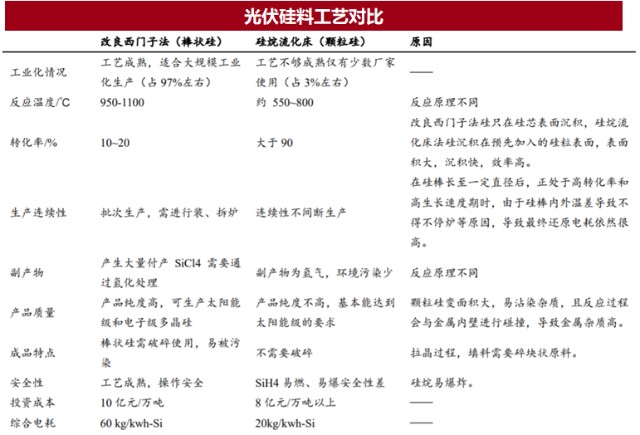 光伏硅料工艺对比
改良西门子法（棒状硅） 硅烷流化床（颗粒硅） 原因
工业化情况 工艺成熟，适合大规模工业化生产（占 97%左右） 工艺不够成熟仅有少数厂家使用（占 3%左右） ——
反应温度/℃ 950-1100 约 550~800 反应原理不同
转化率/% 10~20 大于 90 改良西门子法硅只在硅芯表面沉积，硅烷流化床法硅沉积在预先加入的硅粒表面，表面积大，沉积快，效率高。
生产连续性 批次生产，需进行装、拆炉 连续性不间断生产 在硅棒长至一定直径后，正处于高转化率和高生长速度期时，由于硅棒内外温差导致不得不停炉等原因，导致最终还原电耗依然很高。
副产物 产生大量付产 SiCl4 需要通过氢化处理 副产物为氢气，环境污染少 反应原理不同
产品质量 产品纯度高，可生产太阳能级和电子级多晶硅 产品纯度不高，基本能达到太阳能级的要求 颗粒硅变面积大，易沾染杂质，且反应过程会与金属内壁进行碰撞，导致金属杂质高。
成品特点 棒状硅需破碎使用，易被污染 不需要破碎 拉晶过程，填料需要碎块状原料。
安全性 工艺成熟，操作安全 SiH4 易燃、易爆安全性差 硅烷易爆炸。
投资成本 10 亿元/万吨 8 亿元/万吨以上 ——
综合电耗 60 kg/kwh-Si 20kg/kwh-Si ——